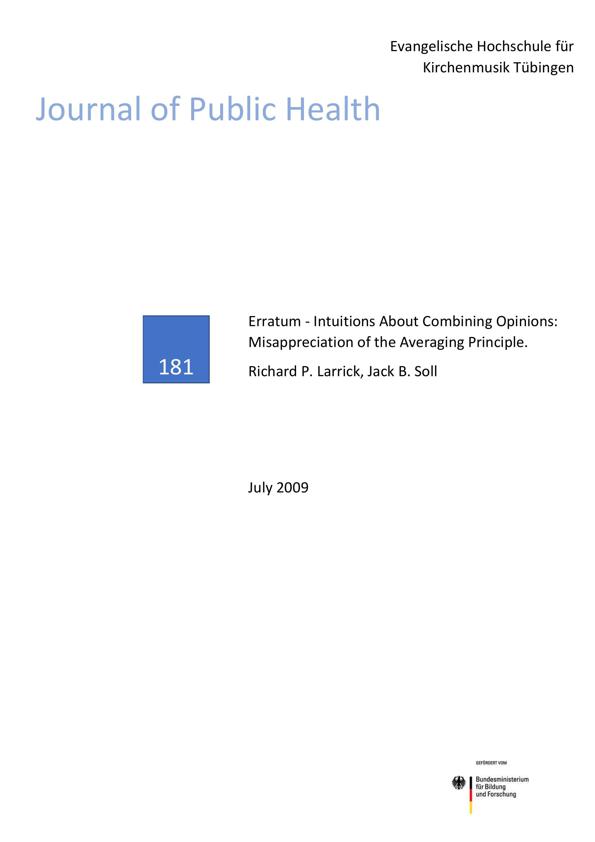 Evangelische Hochschule für
Kirchenmusik Tübingen
Journal of Public Health
Erratum - Intuitions About Combining Opinions:
Misappreciation of the Averaging Principle.
181
Richard P. Larrick, Jack B. Soll
July 2009
GEFÖRDERT VOM
Bundesministerium
für Bildung
und Forschung